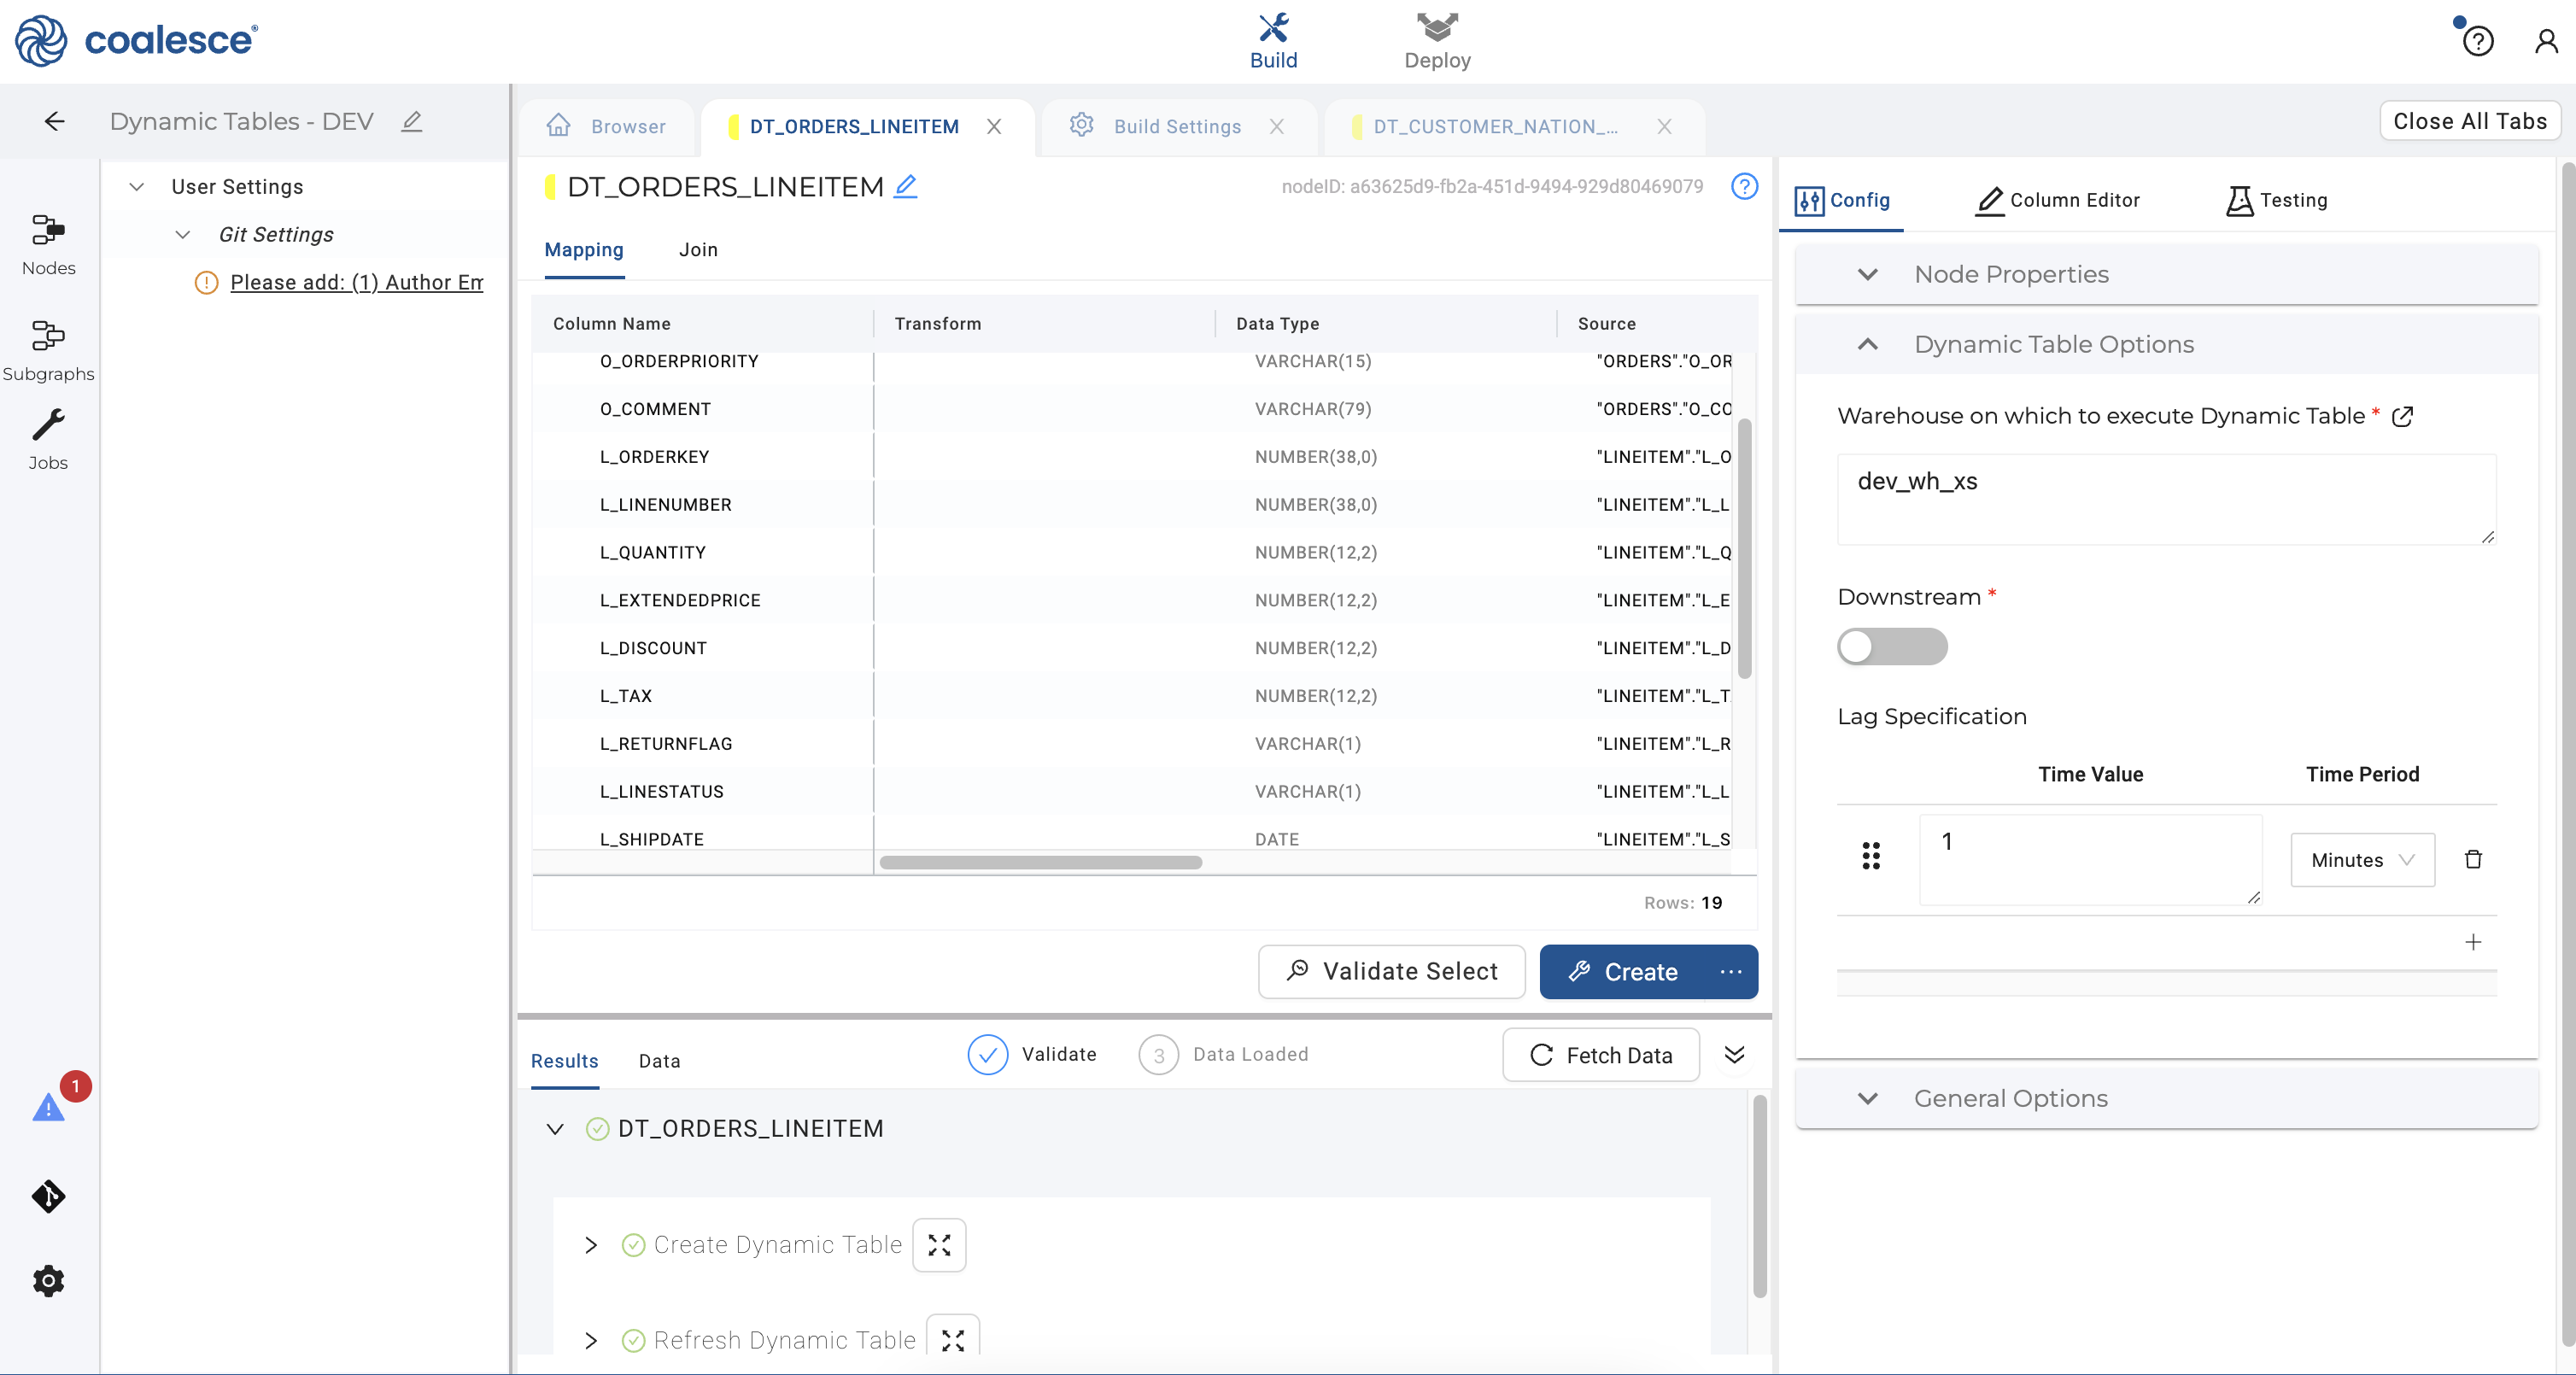 coalesce®
Build
Deploy
Dynamic Tables - DEV
Browser
DT_ORDERS_LINEITEM
Build Settings
DT_CUSTOMER_NATION_...
Close All Tabs
Nodes
Subgraphs
Jobs
1
User Settings
Git Settings
Please add: (1) Author Em
DT_ORDERS_LINEITEM
nodeID: a63625d9-fb2a-451d-9494-929d80469079
Mapping
Join
Column Name Transform Data Type Source
O_ORDERPRIORITY VARCHAR(15) "ORDERS"."O_OR
O_COMMENT VARCHAR(79) "ORDERS"."O_CO
L_ORDERKEY NUMBER(38,0) "LINEITEM"."L_O
L_LINENUMBER NUMBER(38,0) "LINEITEM"."L_L
L_QUANTITY NUMBER(12,2) "LINEITEM"."L_Q
L_EXTENDEDPRICE NUMBER(12,2) "LINEITEM"."L_E
L_DISCOUNT NUMBER(12,2) "LINEITEM"."L_D
L_TAX NUMBER(12,2) "LINEITEM"."L_T
L_RETURNFLAG VARCHAR(1) "LINEITEM"."L_R
L_LINESTATUS VARCHAR(1) "LINEITEM"."L_L
L_SHIPDATE DATE "LINEITEM"."L_S
Rows: 19
Validate Select
Create ...
Results
Data
Validate
3 Data Loaded
Fetch Data
DT_ORDERS_LINEITEM
Create Dynamic Table
Refresh Dynamic Table
Config
Column Editor
Testing
Node Properties
Dynamic Table Options
Warehouse on which to execute Dynamic Table *
dev_wh_xs
Downstream *
Lag Specification
Time Value Time Period
1 Minutes
General Options